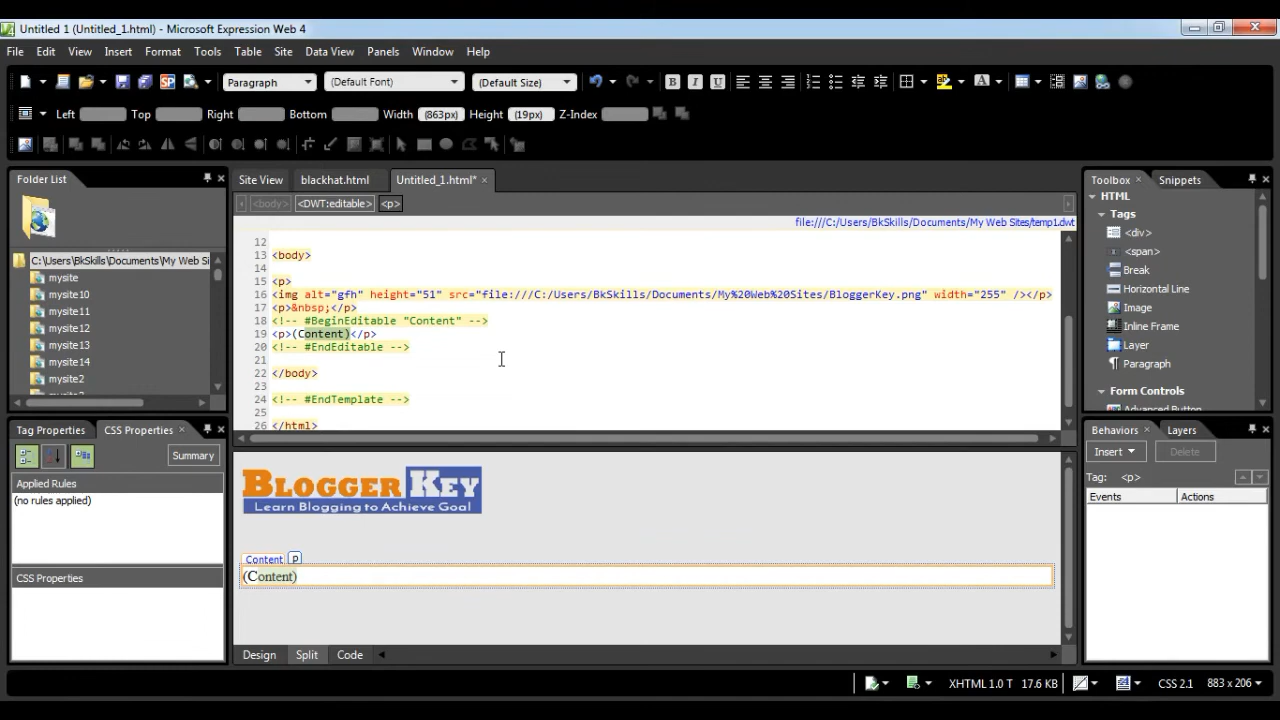 Untitled 1 (Untitled_1.html) - Microsoft Expression Web 4
File Edit View Insert Format Tools Table Site Data View Panels Window Help
Paragraph (Default Font) (Default Size) B I U A
Left Top Right Bottom Width (863px) Height (19px) Z-Index
Folder List
C:\Users\BkSkills\Documents\My Web Si
mysite
mysite10
mysite11
mysite12
mysite13
mysite14
mysite2
Tag Properties CSS Properties
Summary
Applied Rules
(no rules applied)
CSS Properties
Site View blackhat.html Untitled_1.html*
<body> <DWT:editable> <p>
file:///C:/Users/BkSkills/Documents/My Web Sites/temp1.dwt
12
13 <body>
14
15 <p>
16 <img alt="gfh" height="51" src="file:///C:/Users/BkSkills/Documents/My%20Web%20Sites/BloggerKey.png" width="255" /></p>
17 <p>&nbsp;</p>
18 <!-- #BeginEditable "Content" -->
19 <p>(Content)</p>
20 <!-- #EndEditable -->
21
22 </body>
23
24 <!-- #EndTemplate -->
25
26 </html>
BLOGGER KEY
Learn Blogging to Achieve Goal
Content p
(Content)
Design Split Code
Toolbox Snippets
HTML
Tags
<div>
<span>
Break
Horizontal Line
Image
Inline Frame
Layer
Paragraph
Form Controls
Advanced Button
Behaviors Layers
Insert Delete
Tag: <p>
Events Actions
XHTML 1.0 T 17.6 KB CSS 2.1 883 x 206